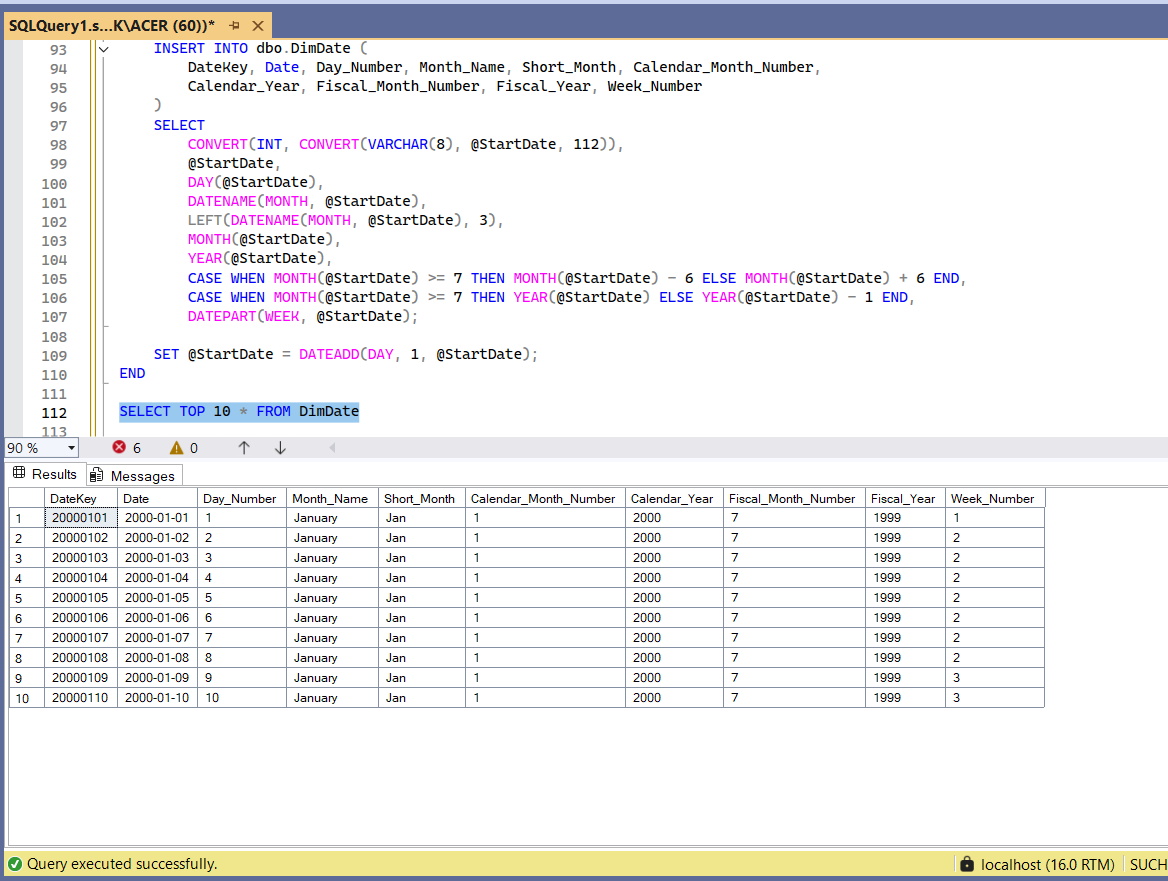 SQLQuery1.s...K\ACER (60))*
93 INSERT INTO dbo.DimDate (
94 DateKey, Date, Day_Number, Month_Name, Short_Month, Calendar_Month_Number,
95 Calendar_Year, Fiscal_Month_Number, Fiscal_Year, Week_Number
96 )
97 SELECT
98 CONVERT(INT, CONVERT(VARCHAR(8), @StartDate, 112)),
99 @StartDate,
100 DAY(@StartDate),
101 DATENAME(MONTH, @StartDate),
102 LEFT(DATENAME(MONTH, @StartDate), 3),
103 MONTH(@StartDate),
104 YEAR(@StartDate),
105 CASE WHEN MONTH(@StartDate) >= 7 THEN MONTH(@StartDate) - 6 ELSE MONTH(@StartDate) + 6 END,
106 CASE WHEN MONTH(@StartDate) >= 7 THEN YEAR(@StartDate) ELSE YEAR(@StartDate) - 1 END,
107 DATEPART(WEEK, @StartDate);
108
109 SET @StartDate = DATEADD(DAY, 1, @StartDate);
110 END
111
112 SELECT TOP 10 * FROM DimDate
113
90 % 6 0
Results Messages
DateKey Date Day_Number Month_Name Short_Month Calendar_Month_Number Calendar_Year Fiscal_Month_Number Fiscal_Year Week_Number
1 20000101 2000-01-01 1 January Jan 1 2000 7 1999 1
2 20000102 2000-01-02 2 January Jan 1 2000 7 1999 2
3 20000103 2000-01-03 3 January Jan 1 2000 7 1999 2
4 20000104 2000-01-04 4 January Jan 1 2000 7 1999 2
5 20000105 2000-01-05 5 January Jan 1 2000 7 1999 2
6 20000106 2000-01-06 6 January Jan 1 2000 7 1999 2
7 20000107 2000-01-07 7 January Jan 1 2000 7 1999 2
8 20000108 2000-01-08 8 January Jan 1 2000 7 1999 2
9 20000109 2000-01-09 9 January Jan 1 2000 7 1999 3
10 20000110 2000-01-10 10 January Jan 1 2000 7 1999 3
Query executed successfully. localhost (16.0 RTM) SUCH